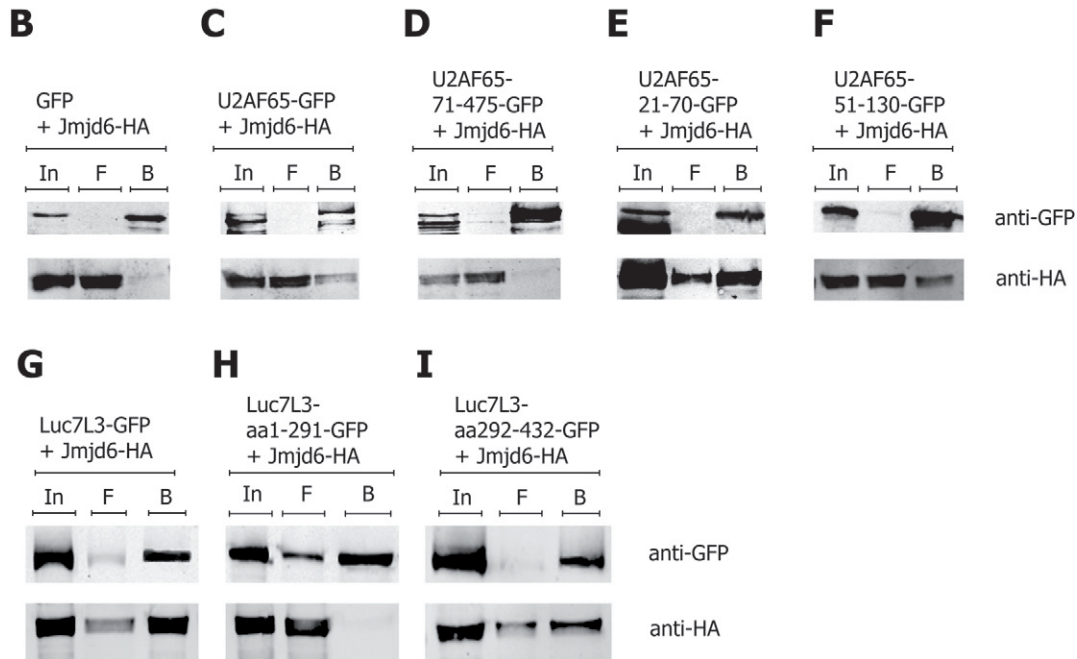 B
C
D
E
F
GFP
+ Jmjd6-HA
U2AF65-GFP
+ Jmjd6-HA
U2AF65-
71-475-GFP
+ Jmjd6-HA
U2AF65-
21-70-GFP
+ Jmjd6-HA
U2AF65-
51-130-GFP
+ Jmjd6-HA
In F B
In F B
In F B
In F B
In F B
anti-GFP
anti-HA
G
H
I
Luc7L3-GFP
+ Jmjd6-HA
Luc7L3-
aa1-291-GFP
+ Jmjd6-HA
Luc7L3-
aa292-432-GFP
+ Jmjd6-HA
In F B
In F B
In F B
anti-GFP
anti-HA